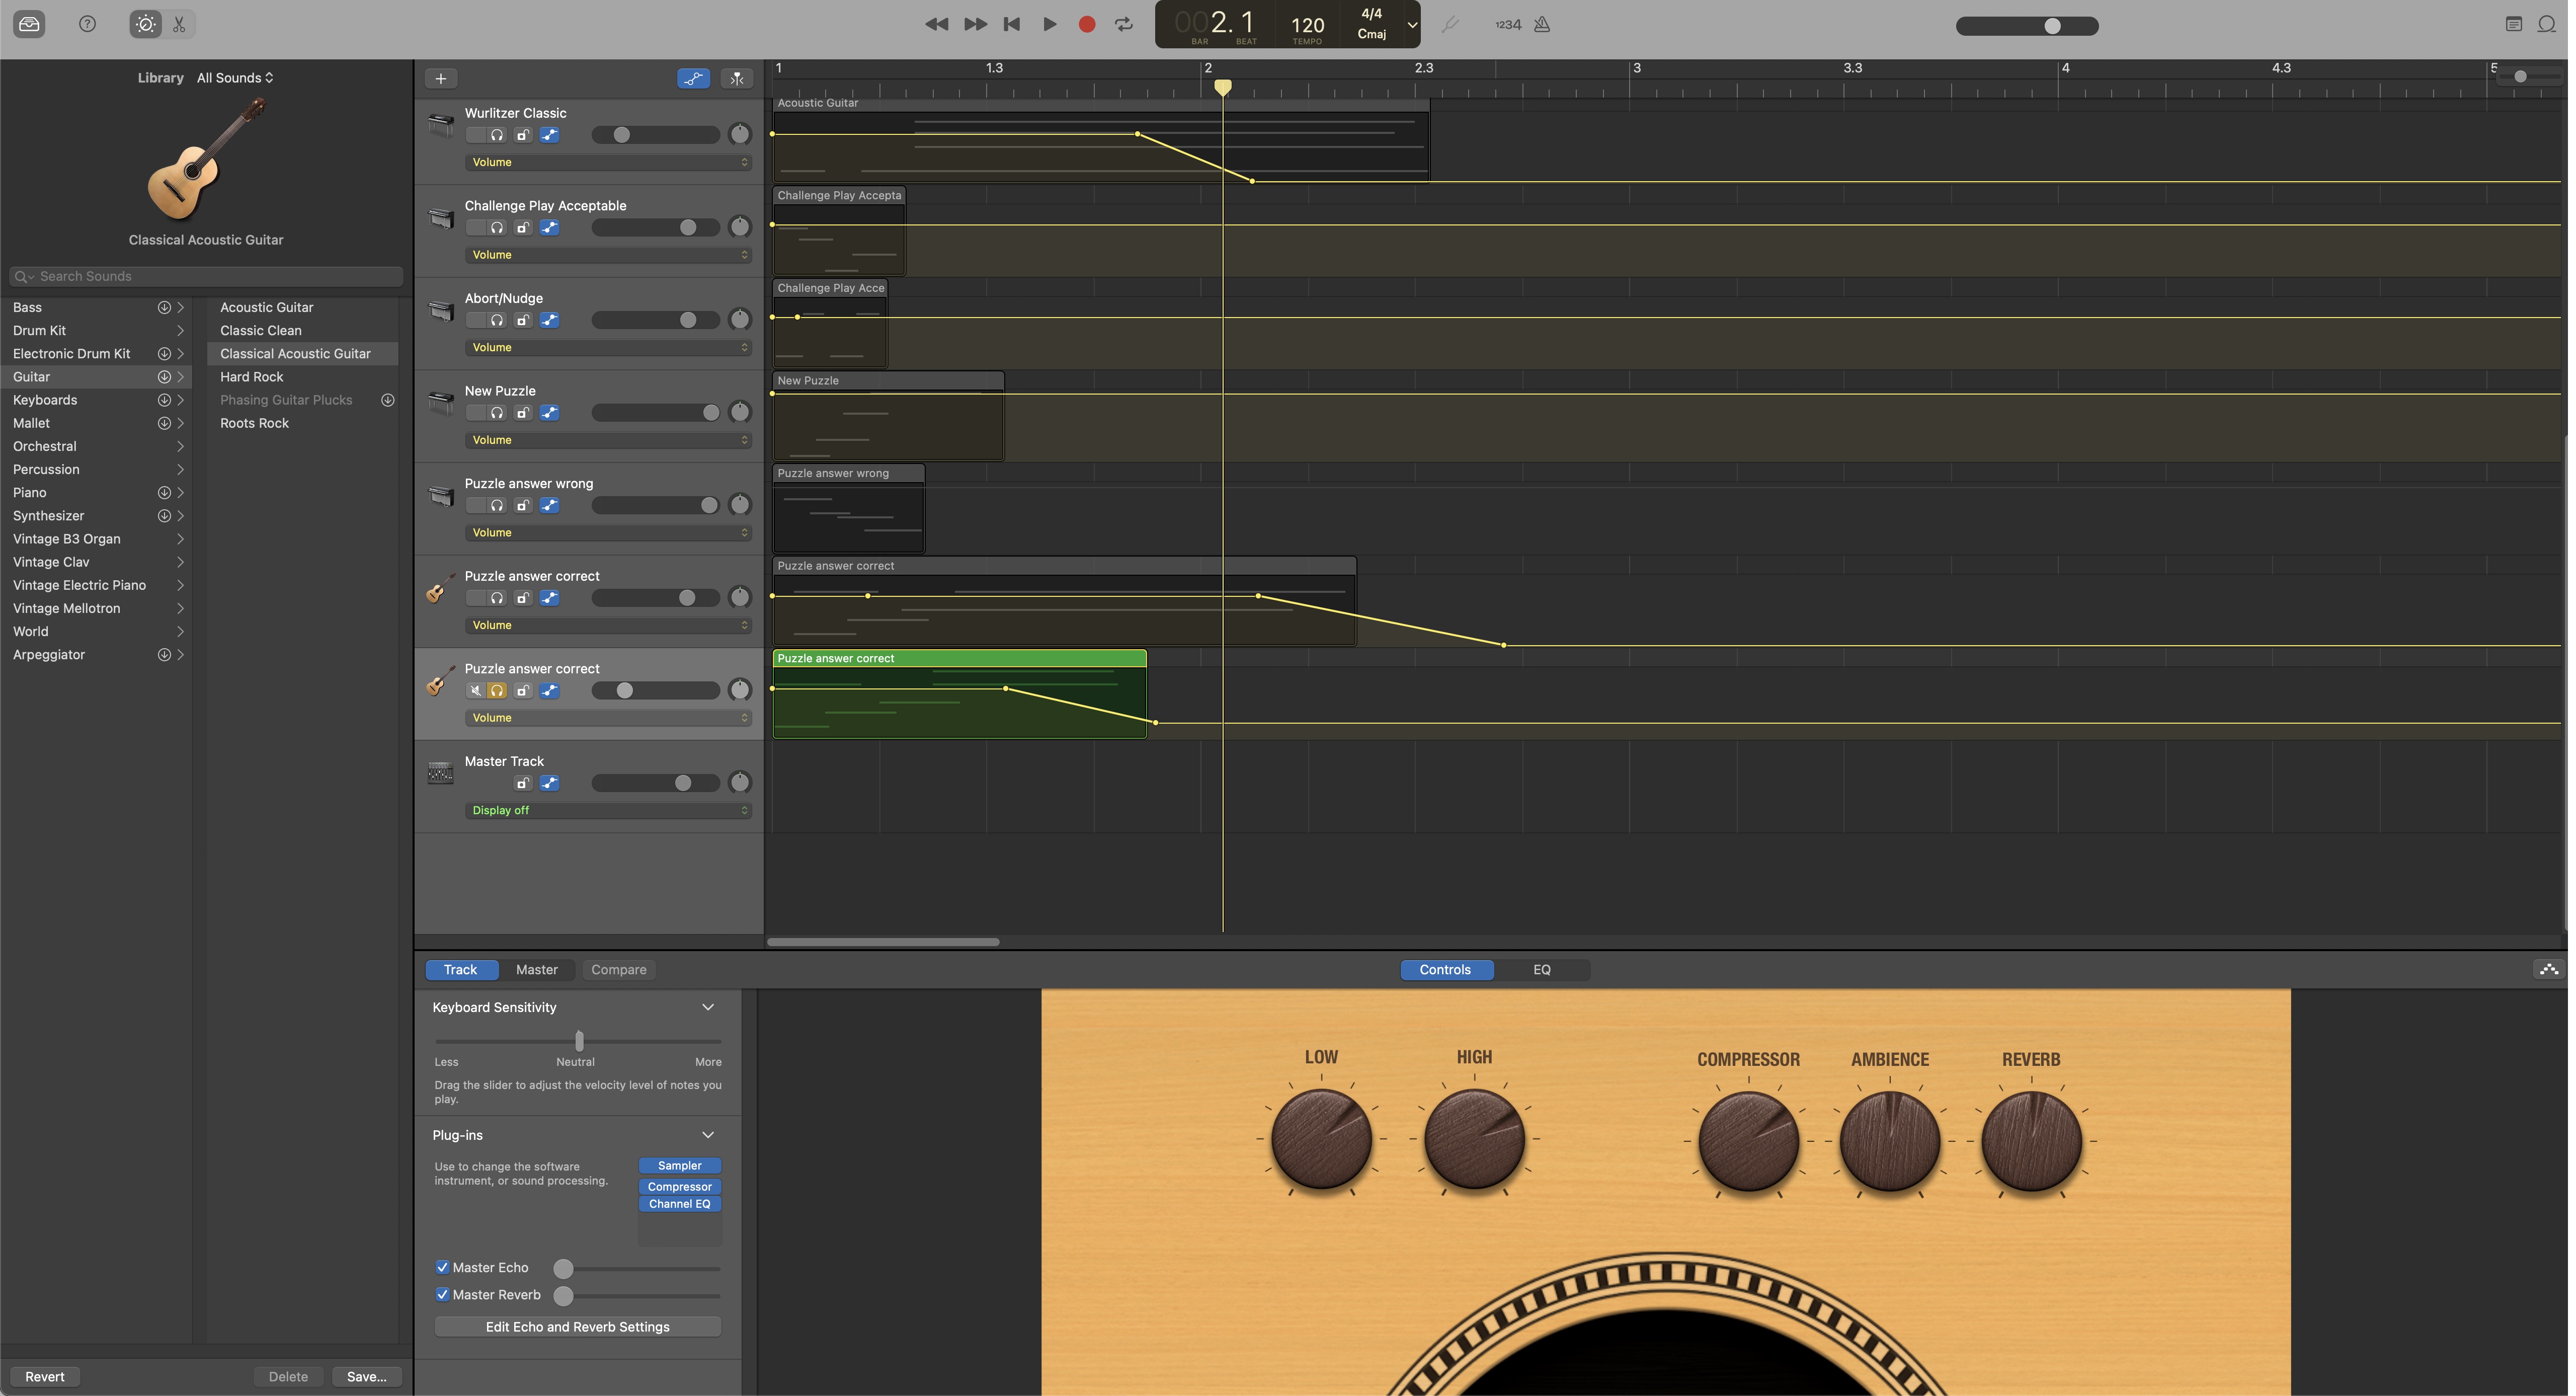 002.1
BAR BEAT
120
TEMPO
4/4
Cmaj
1234
Library All Sounds
Classical Acoustic Guitar
Search Sounds
Bass
Drum Kit
Electronic Drum Kit
Guitar
Keyboards
Mallet
Orchestral
Percussion
Piano
Synthesizer
Vintage B3 Organ
Vintage Clav
Vintage Electric Piano
Vintage Mellotron
World
Arpeggiator
Acoustic Guitar
Classic Clean
Classical Acoustic Guitar
Hard Rock
Phasing Guitar Plucks
Roots Rock
Revert Delete Save...
1 1.3 2 2.3 3 3.3 4 4.3 5
Wurlitzer Classic
Volume
Acoustic Guitar
Challenge Play Acceptable
Volume
Challenge Play Accepta
Abort/Nudge
Volume
Challenge Play Acce
New Puzzle
Volume
New Puzzle
Puzzle answer wrong
Volume
Puzzle answer wrong
Puzzle answer correct
Volume
Puzzle answer correct
Puzzle answer correct
Volume
Puzzle answer correct
Master Track
Display off
Track Master Compare
Controls EQ
Keyboard Sensitivity
Less Neutral More
Drag the slider to adjust the velocity level of notes you
play.
Plug-ins
Use to change the software
instrument, or sound processing.
Sampler
Compressor
Channel EQ
Master Echo
Master Reverb
Edit Echo and Reverb Settings
LOW HIGH COMPRESSOR AMBIENCE REVERB